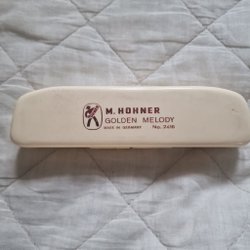 M. HOHNER
GOLDEN MELODY
MADE IN GERMANY No. 2416